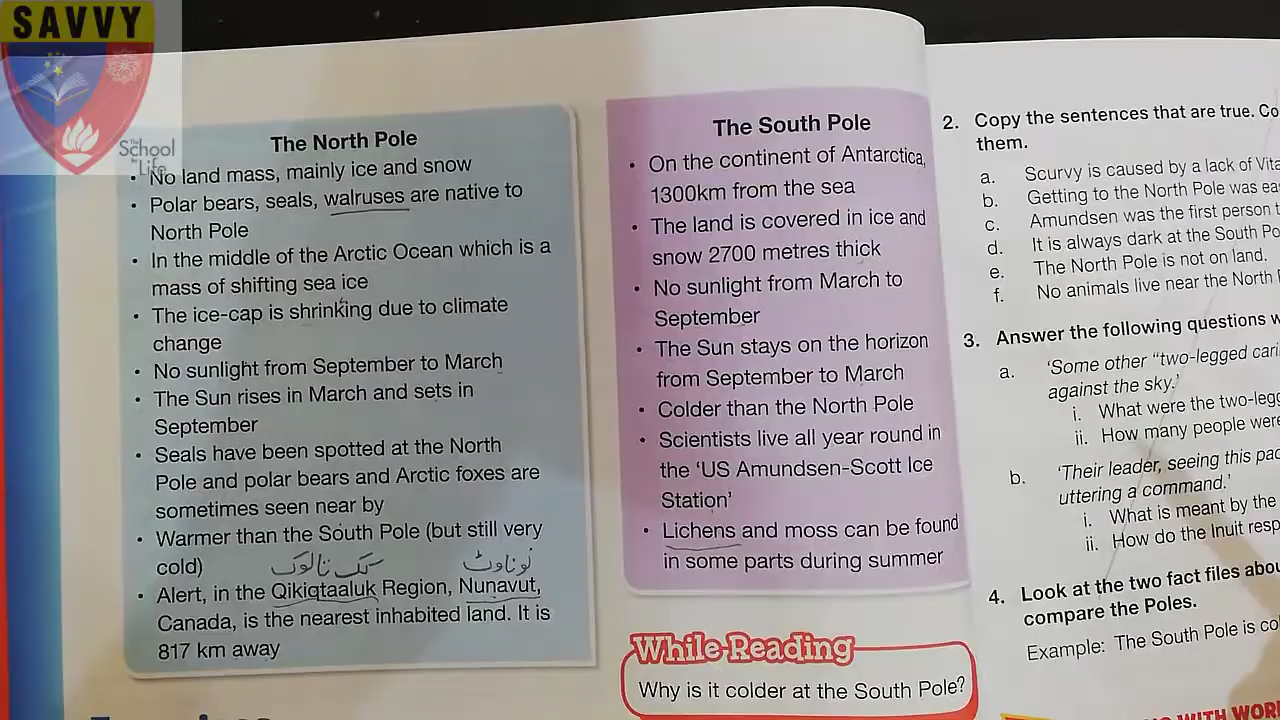 SAVVY
The
School
for
Life
The North Pole
• No land mass, mainly ice and snow
• Polar bears, seals, walruses are native to
North Pole
• In the middle of the Arctic Ocean which is a
mass of shifting sea ice
• The ice-cap is shrinking due to climate
change
• No sunlight from September to March
• The Sun rises in March and sets in
September
• Seals have been spotted at the North
Pole and polar bears and Arctic foxes are
sometimes seen near by
• Warmer than the South Pole (but still very
cold)
نوناوٹ
• Alert, in the Qikiqtaaluk Region, Nunavut,
Canada, is the nearest inhabited land. It is
817 km away
The South Pole
• On the continent of Antarctica,
1300km from the sea
• The land is covered in ice and
snow 2700 metres thick
• No sunlight from March to
September
• The Sun stays on the horizon
from September to March
• Colder than the North Pole
• Scientists live all year round in
the ‘US Amundsen–Scott Ice
Station’
• Lichens and moss can be found
in some parts during summer
While-Reading
Why is it colder at the South Pole?
2. Copy the sentences that are true. Co
them.
a. Scurvy is caused by a lack of Vita
b. Getting to the North Pole was ea
c. Amundsen was the first person t
d. It is always dark at the South Po
e. The North Pole is not on land.
f. No animals live near the North
3. Answer the following questions w
a. ‘Some other “two-legged cari
against the sky.’
i. What were the two-legg
ii. How many people were
b. ‘Their leader, seeing this pac
uttering a command.’
i. What is meant by the
ii. How do the Inuit resp
4. Look at the two fact files abou
compare the Poles.
Example: The South Pole is co
WITH WOR